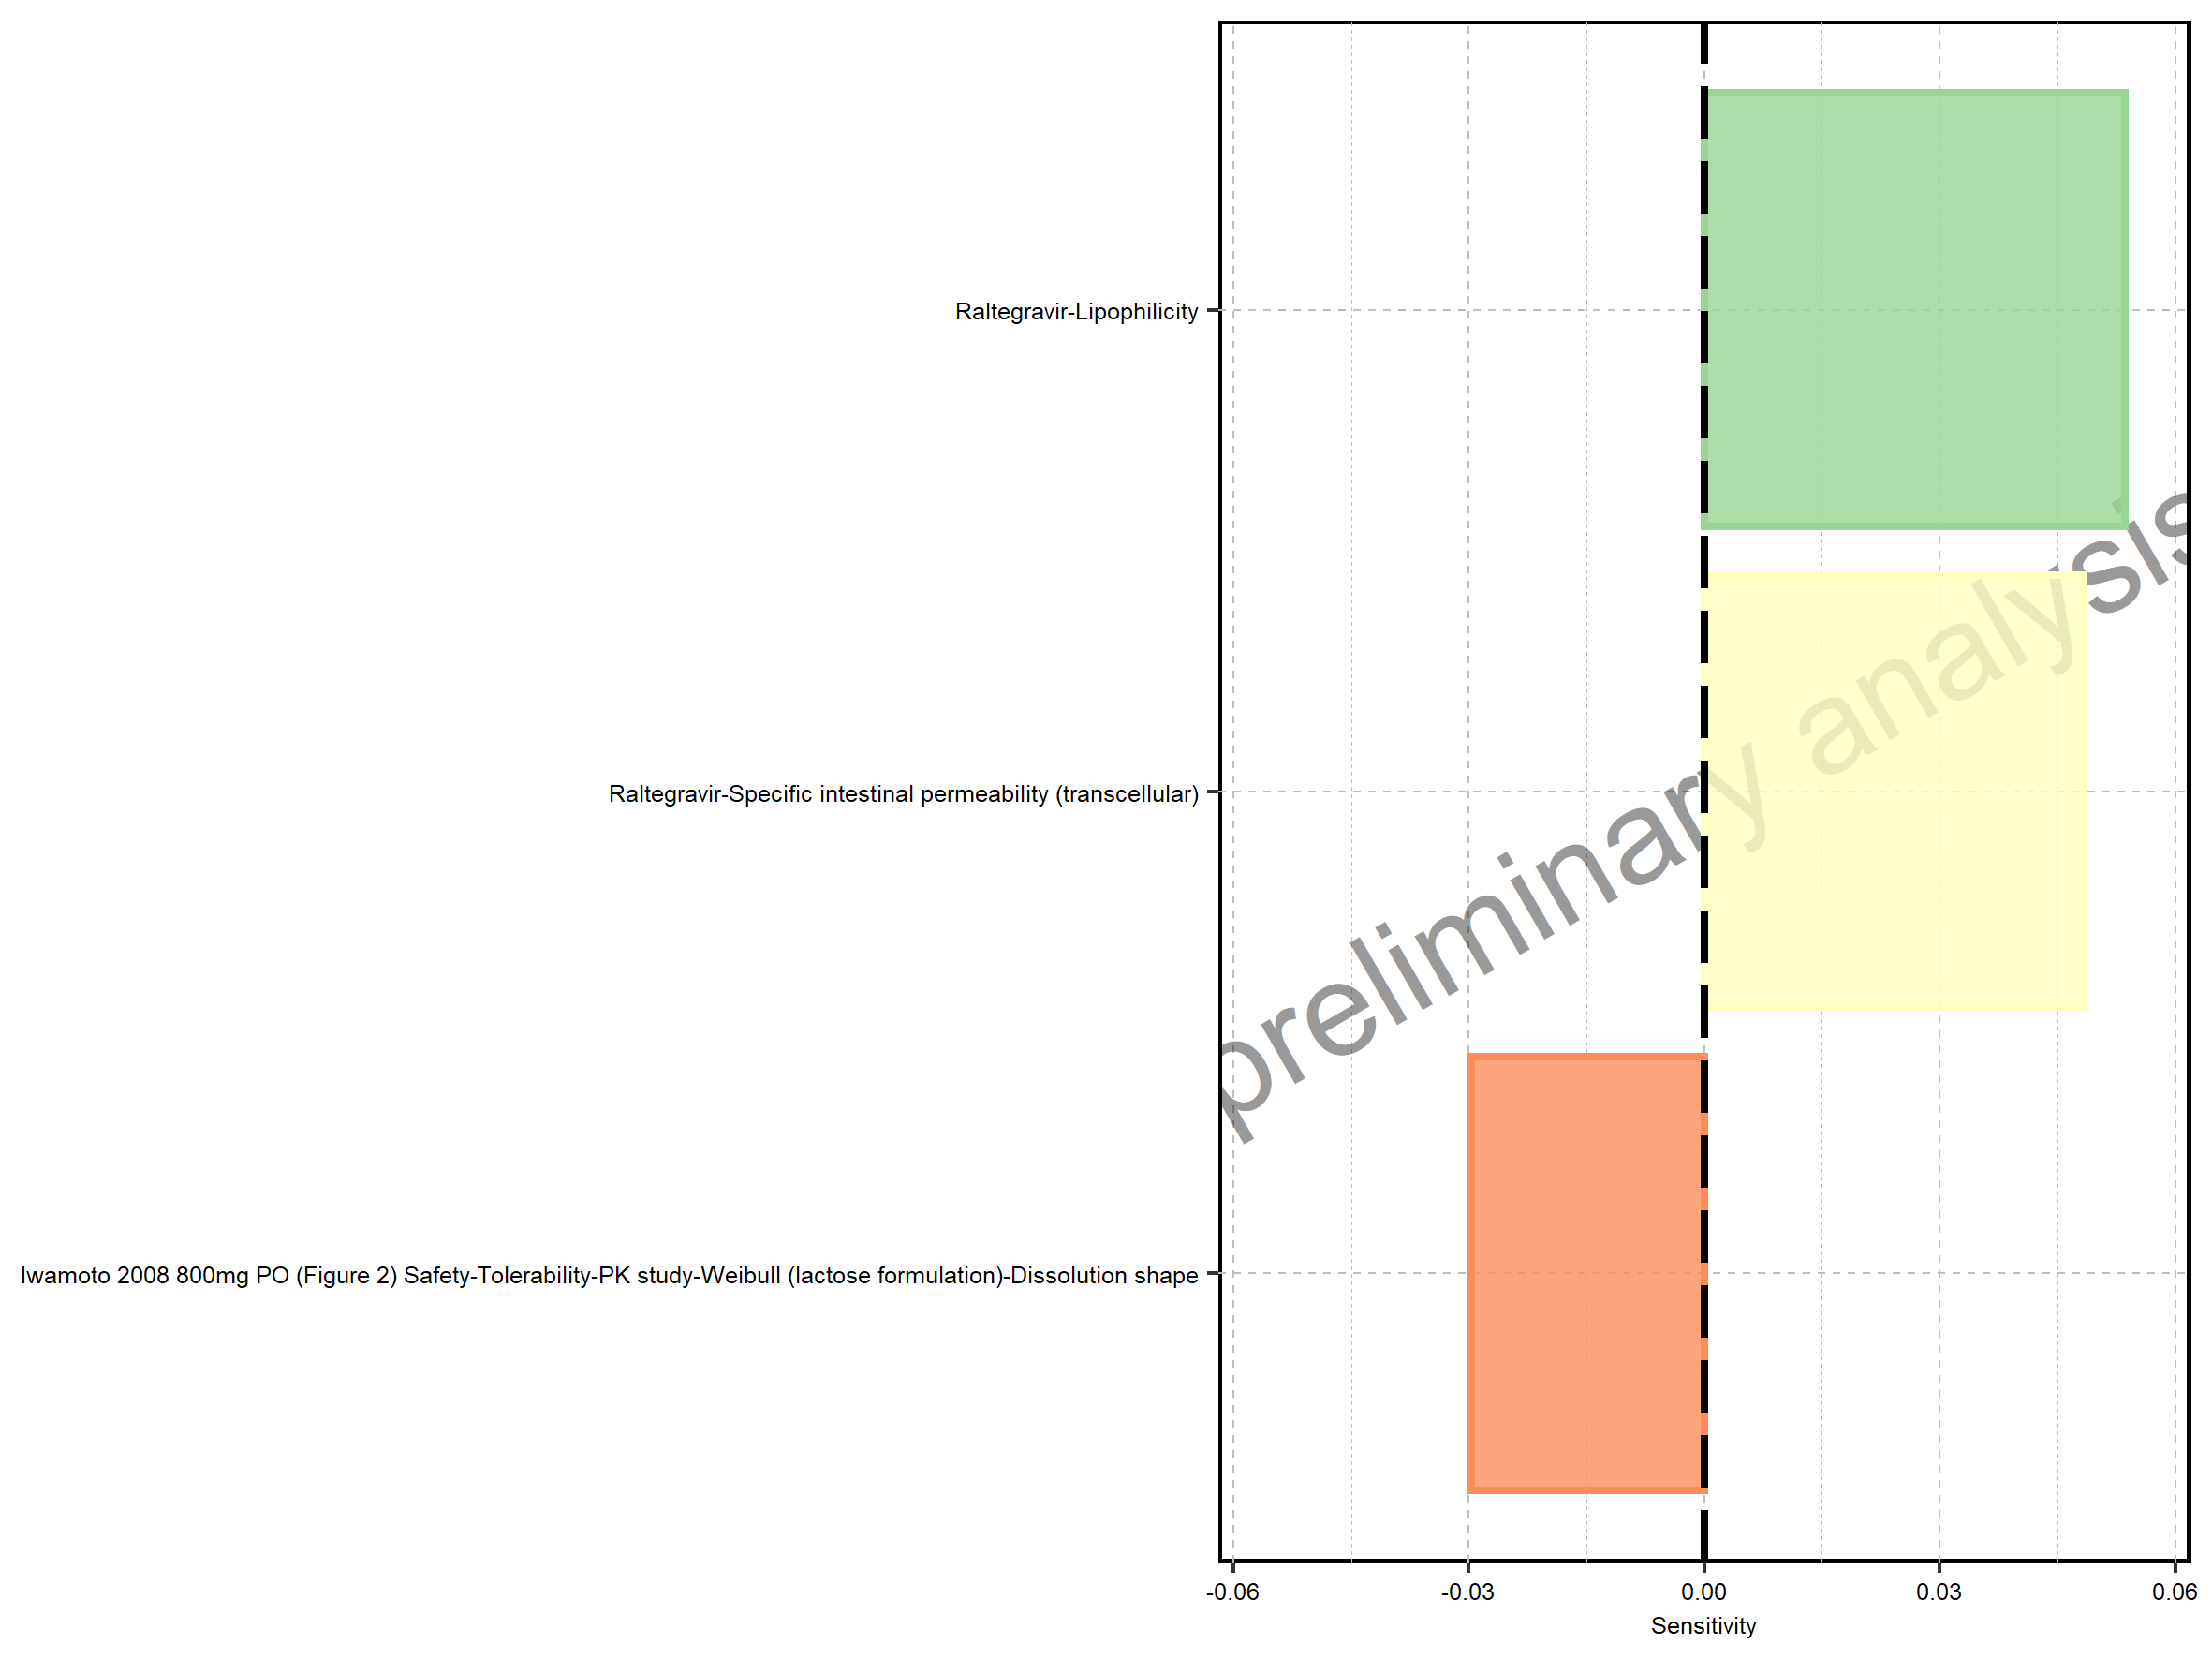 Raltegravir-Lipophilicity
Raltegravir-Specific intestinal permeability (transcellular)
Iwamoto 2008 800mg PO (Figure 2) Safety-Tolerability-PK study-Weibull (lactose formulation)-Dissolution shape
preliminary analysis
-0.06 -0.03 0.00 0.03 0.06
Sensitivity